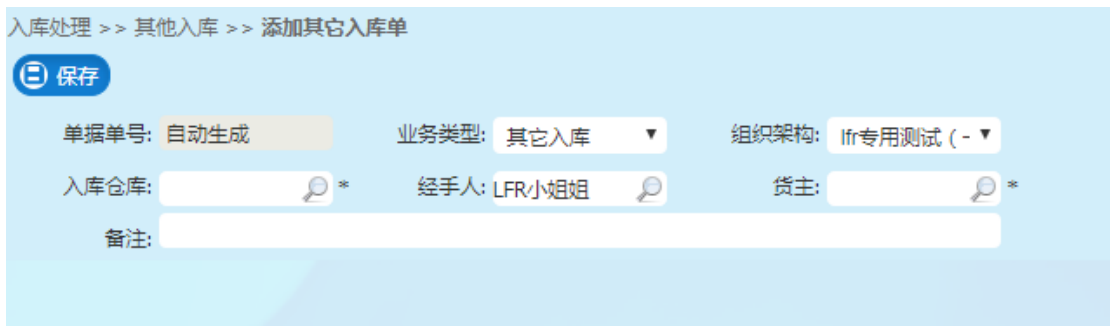 入库处理 >> 其他入库 >> 添加其它入库单
保存
单据单号: 自动生成 业务类型: 其它入库 组织架构: lfr专用测试 ( -
入库仓库: * 经手人: LFR小姐姐 货主: *
备注: